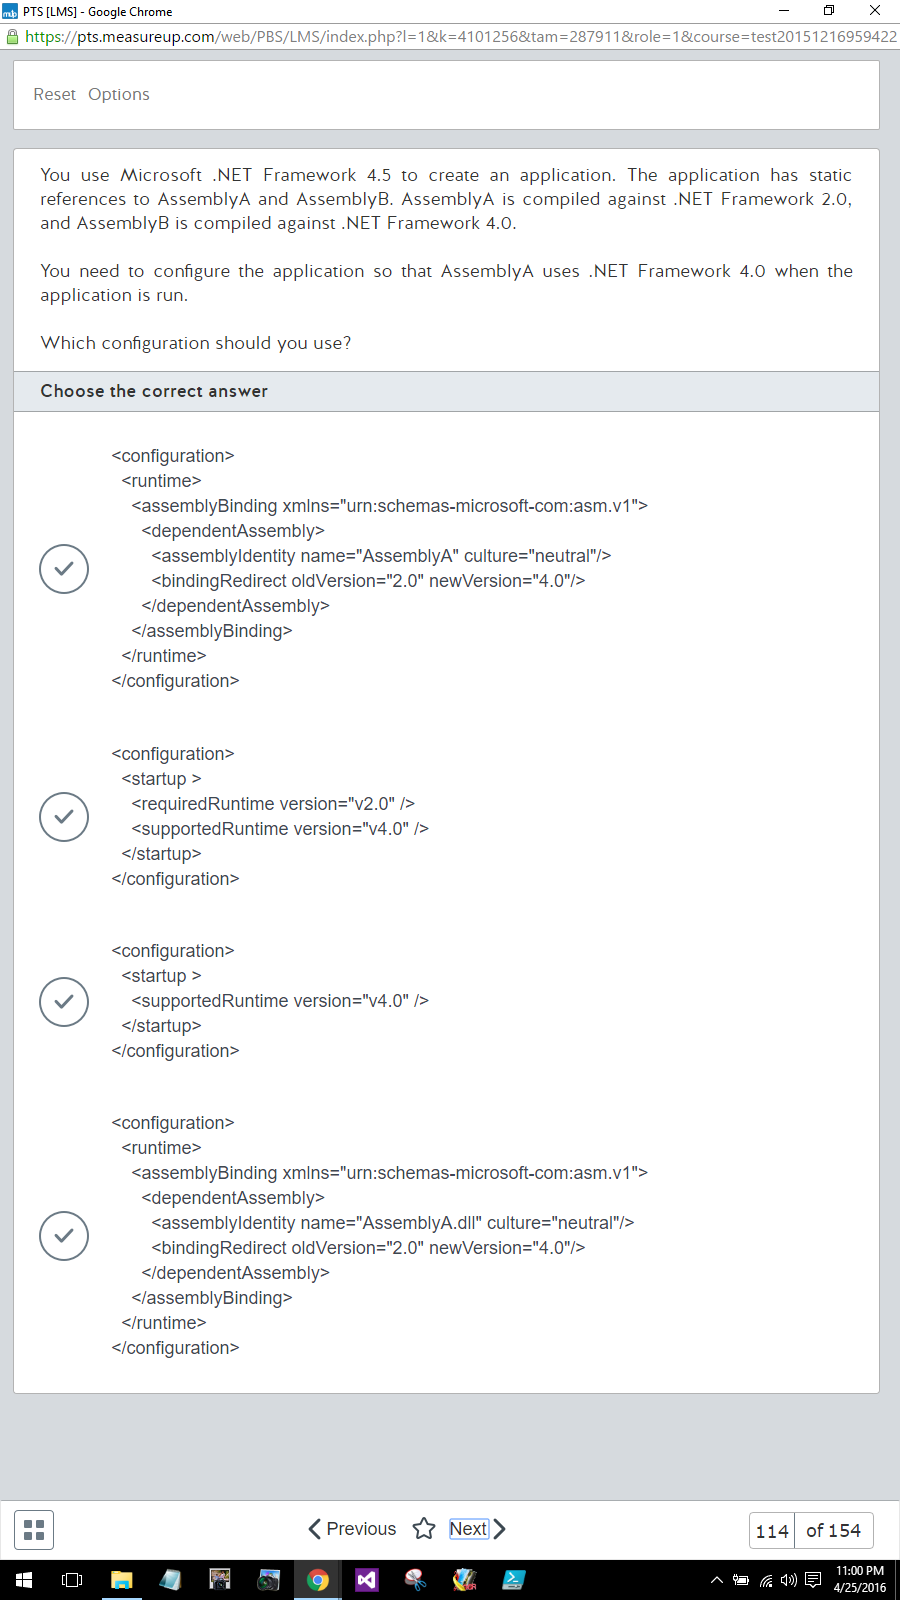 mup PTS [LMS] - Google Chrome
https://pts.measureup.com/web/PBS/LMS/index.php?l=1&k=4101256&tam=287911&role=1&course=test20151216959422
Reset Options
You use Microsoft .NET Framework 4.5 to create an application. The application has static
references to AssemblyA and AssemblyB. AssemblyA is compiled against .NET Framework 2.0,
and AssemblyB is compiled against .NET Framework 4.0.
You need to configure the application so that AssemblyA uses .NET Framework 4.0 when the
application is run.
Which configuration should you use?
Choose the correct answer
<configuration>
<runtime>
<assemblyBinding xmlns="urn:schemas-microsoft-com:asm.v1">
<dependentAssembly>
<assemblyIdentity name="AssemblyA" culture="neutral"/>
<bindingRedirect oldVersion="2.0" newVersion="4.0"/>
</dependentAssembly>
</assemblyBinding>
</runtime>
</configuration>
<configuration>
<startup >
<requiredRuntime version="v2.0" />
<supportedRuntime version="v4.0" />
</startup>
</configuration>
<configuration>
<startup >
<supportedRuntime version="v4.0" />
</startup>
</configuration>
<configuration>
<runtime>
<assemblyBinding xmlns="urn:schemas-microsoft-com:asm.v1">
<dependentAssembly>
<assemblyIdentity name="AssemblyA.dll" culture="neutral"/>
<bindingRedirect oldVersion="2.0" newVersion="4.0"/>
</dependentAssembly>
</assemblyBinding>
</runtime>
</configuration>
Previous Next 114 of 154
11:00 PM
4/25/2016